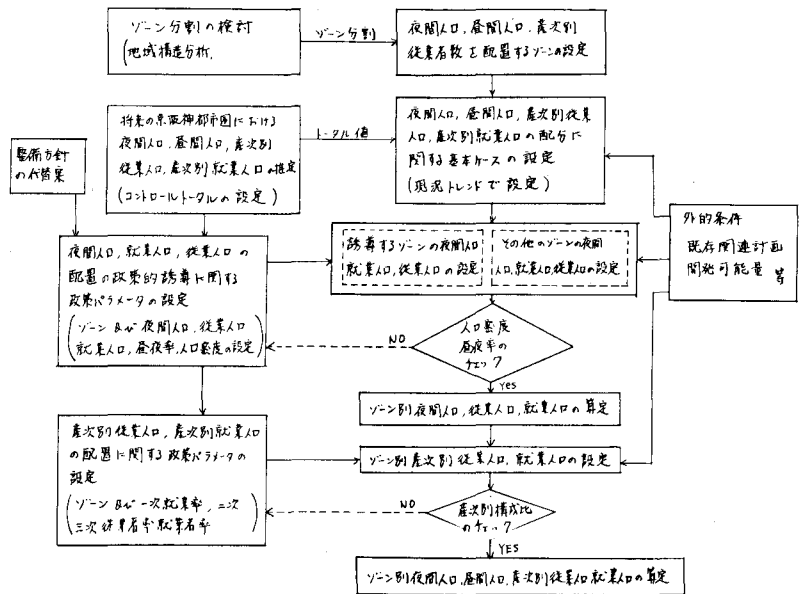 ゾーン分割の検討
(地域構造分析.
ゾーン分割
夜間人口,昼間人口,産次別
従業者数を配置するゾーンの設定
将来の京阪神都市圏における
夜間人口,昼間人口,産次別
従業人口,産次別就業人口の推定
(コントロールトータルの設定)
トータル値
夜間人口,昼間人口,産次別従業人
口,産次別就業人口の配分に
関する基本ケースの設定
(現況トレンドで設定)
整備方針
の代替案
外的条件
既存関連計画
開発可能量 等
夜間人口,就業人口,従業人口の
配置の政策的誘導に関する
政策パラメータの設定
(ゾーン及び夜間人口,従業人口
就業人口,昼夜率,人口密度の設定)
誘導するゾーンの夜間人口
就業人口,従業人口の設定
その他のゾーンの夜間
人口,就業人口,従業人口の設定
人口密度
昼夜率の
チェック
NO
Yes
ゾーン別夜間人口,従業人口,就業人口の算定
産次別従業人口,産次別就業人口
の配置に関する政策パラメータの
設定
(ゾーン及び一次就業率,二次
三次従業者率就業者率)
ゾーン別産次別従業人口,就業人口の設定
産次別構成比
のチェック
NO
YES
ゾーン別夜間人口,昼間人口,産次別従業人口就業人口の算定